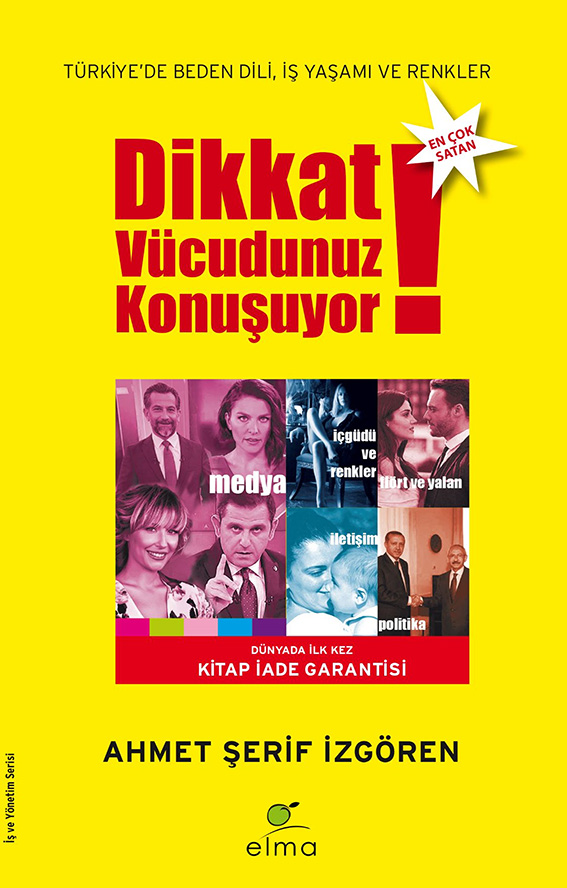 TÜRKİYE'DE BEDEN DİLİ, İŞ YAŞAMI VE RENKLER
EN ÇOK
SATAN
Dikkat
Vücudunuz
Konuşuyor!
medya
içgüdü
ve
renkler
flört ve yalan
iletişim
politika
DÜNYADA İLK KEZ
KİTAP İADE GARANTİSİ
AHMET ŞERİF İZGÖREN
İş ve Yönetim Serisi
elma